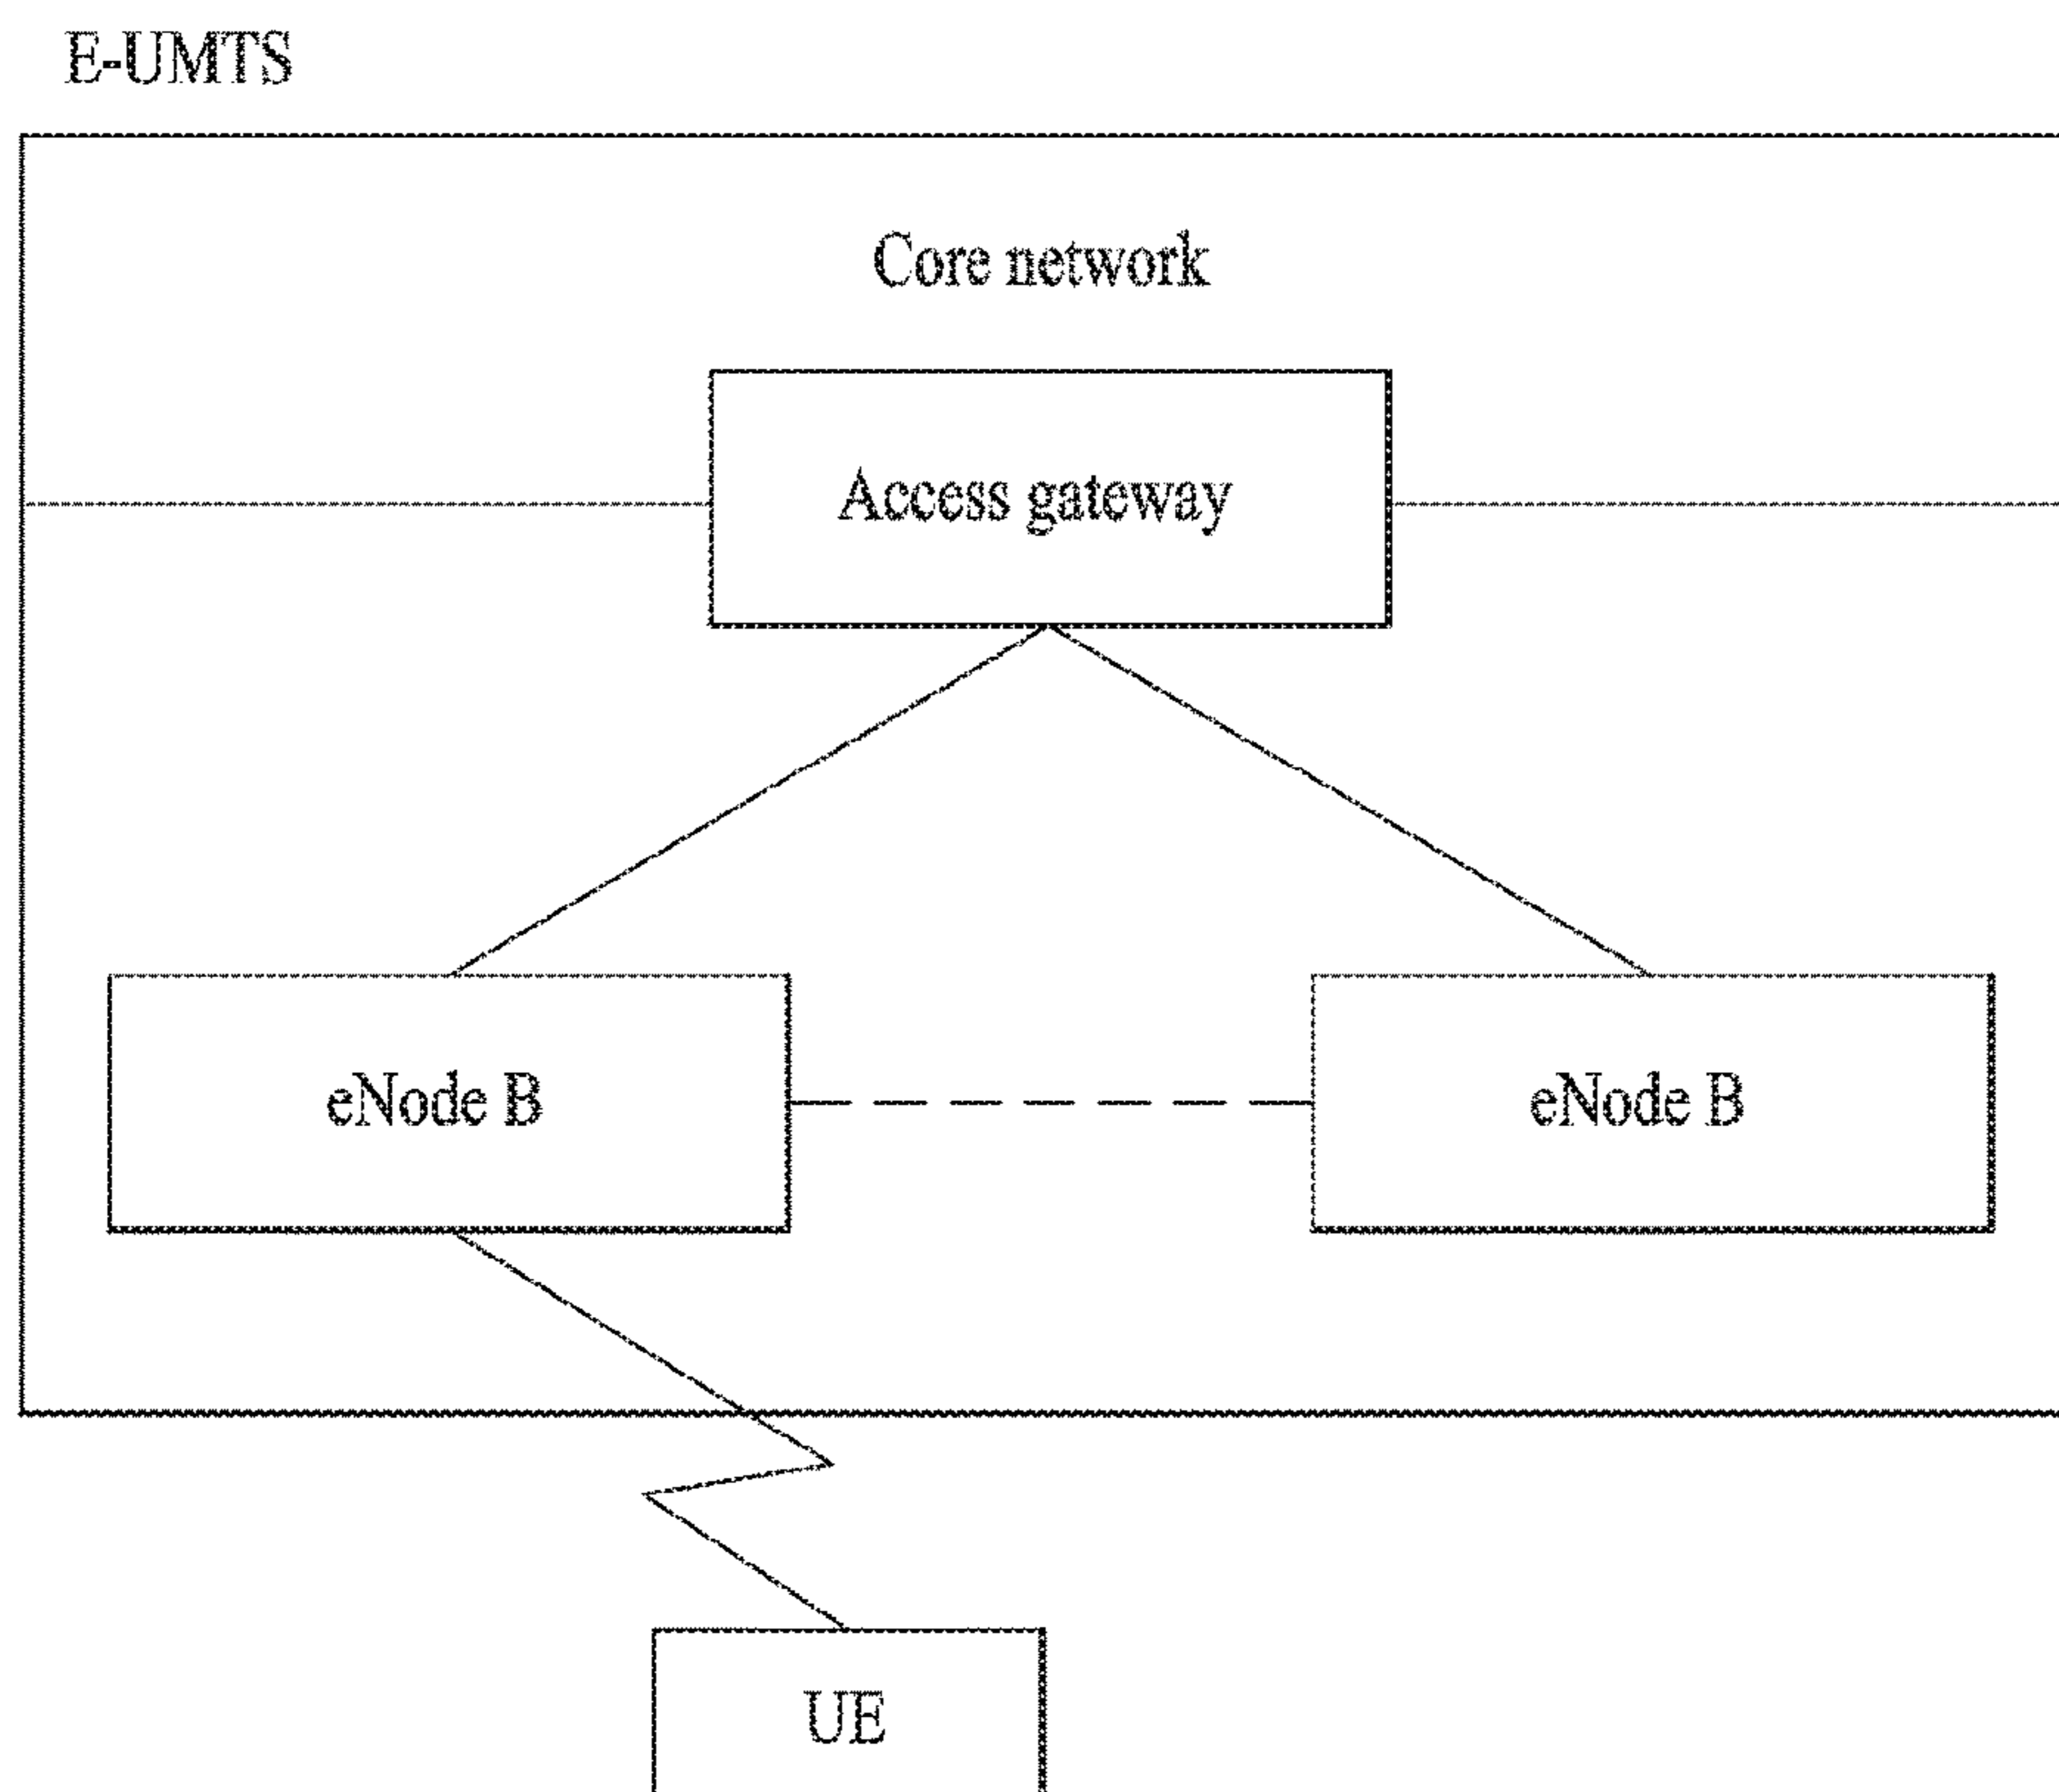 E-UMTS
Core network
Access gateway
eNode B
eNode B
UE